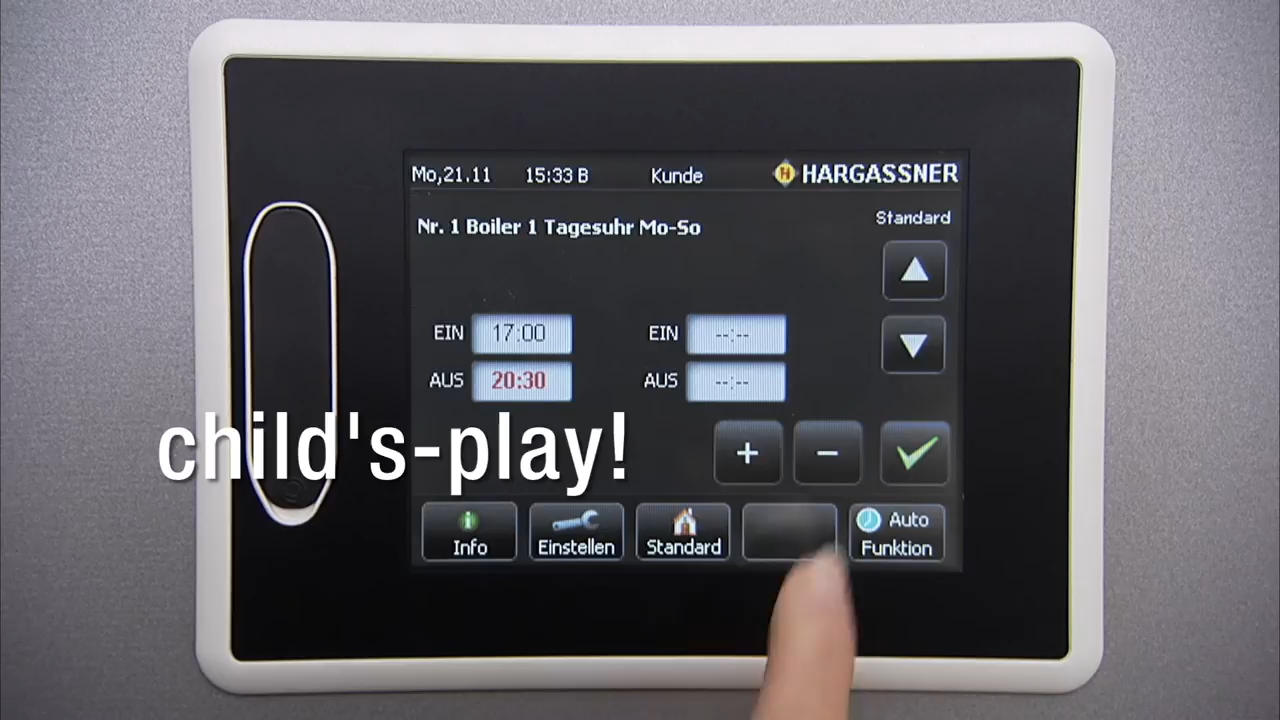 Mo,21.11 15:33 B Kunde HARGASSNER
Nr. 1 Boiler 1 Tagesuhr Mo-So
Standard
EIN 17:00 EIN --:--
AUS 20:30 AUS --:--
child's-play!
+ -
Info Einstellen Standard Auto Funktion